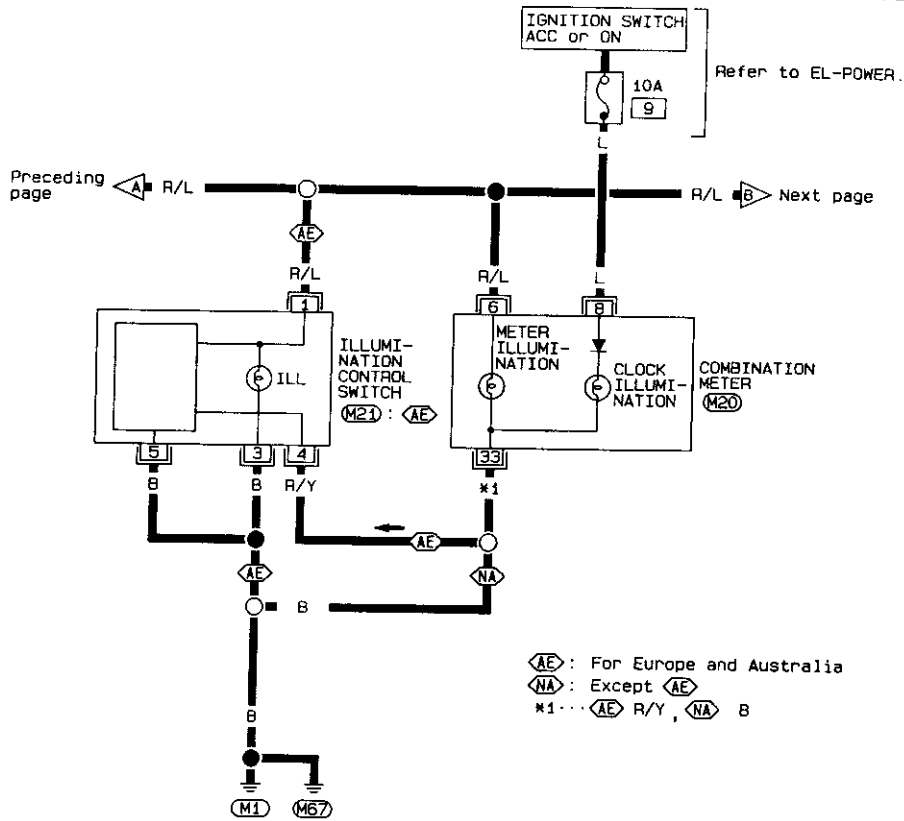 IGNITION SWITCH
ACC or ON
Refer to EL-POWER.
10A
9
L
Preceding
page
A
R/L
R/L
B
Next page
AE
R/L
R/L
L
1
6
8
ILL
ILLUMI-
NATION
CONTROL
SWITCH
M21 : AE
METER
ILLUMI-
NATION
CLOCK
ILLUMI-
NATION
COMBINATION
METER
M20
5
3
4
33
B
B
R/Y
*1
AE
AE
NA
B
AE : For Europe and Australia
NA : Except AE
*1... AE R/Y , NA B
B
M1
M67